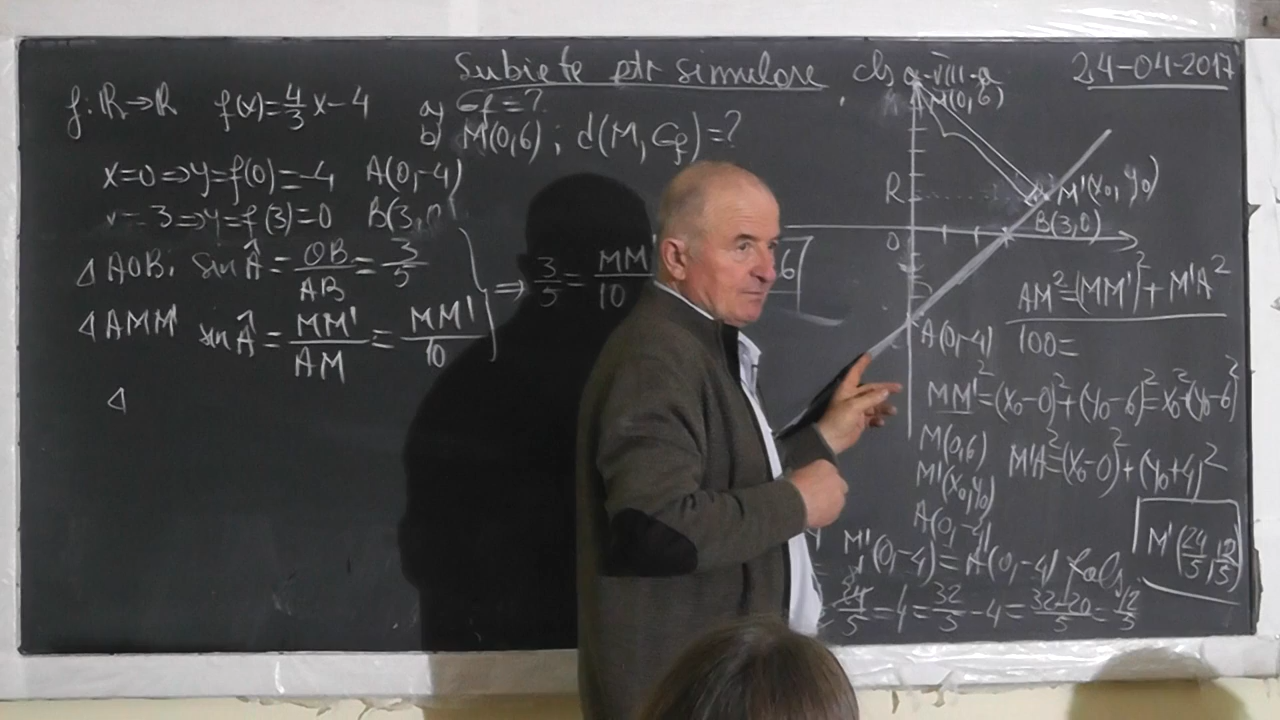 Subiete ptr simulare, cls a-VIII-a
24-04-2017
f: ℝ→ℝ f(x)=4/3 x-4
a) Gf=?
b) M(0,6); d(M,Gf)=?
x=0⇒y=f(0)=-4 A(0,-4)
x=3⇒y=f(3)=0 B(3,0
△AOB, sin Â=OB/AB=3/5
△AMM' sin Â=MM'/AM=MM'/10
⇒ 3/5=MM'/10
6
△
M(0,6)
R
M'(x₀,y₀)
B(3,0)
0
A(0,-4)
AM²=(MM')²+M'A²
100=
MM'²=(x₀-0)²+(y₀-6)²=x₀²+(y₀-6)²
M(0,6)
M'(x₀,y₀)
A(0,-4)
M'A²=(x₀-0)²+(y₀+4)²
M'(0,-4)=A(0,-4) fals
M'(24/5,12/5)
-4=32/5-4=32-20/5=12/5